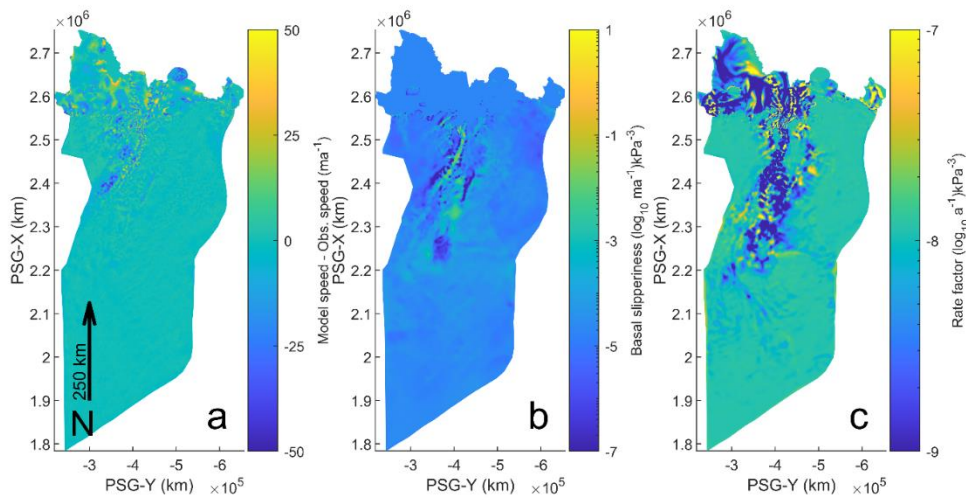 × 10⁶
2.7
2.6
2.5
2.4
2.3
2.2
2.1
2
1.9
1.8
PSG-X (km)
250 km
N
a
-3 -4 -5 -6
PSG-Y (km) × 10⁵
50
25
0
-25
-50
Model speed - Obs. speed (ma⁻¹)
× 10⁶
2.7
2.6
2.5
2.4
2.3
2.2
2.1
2
1.9
1.8
PSG-X (km)
b
-3 -4 -5 -6
PSG-Y (km) × 10⁵
1
-1
-3
-5
-7
Basal slipperiness (log₁₀ ma⁻¹)kPa⁻³
× 10⁶
2.7
2.6
2.5
2.4
2.3
2.2
2.1
2
1.9
1.8
PSG-X (km)
c
-3 -4 -5 -6
PSG-Y (km) × 10⁵
-7
-8
-9
Rate factor (log₁₀ a⁻¹)kPa⁻³